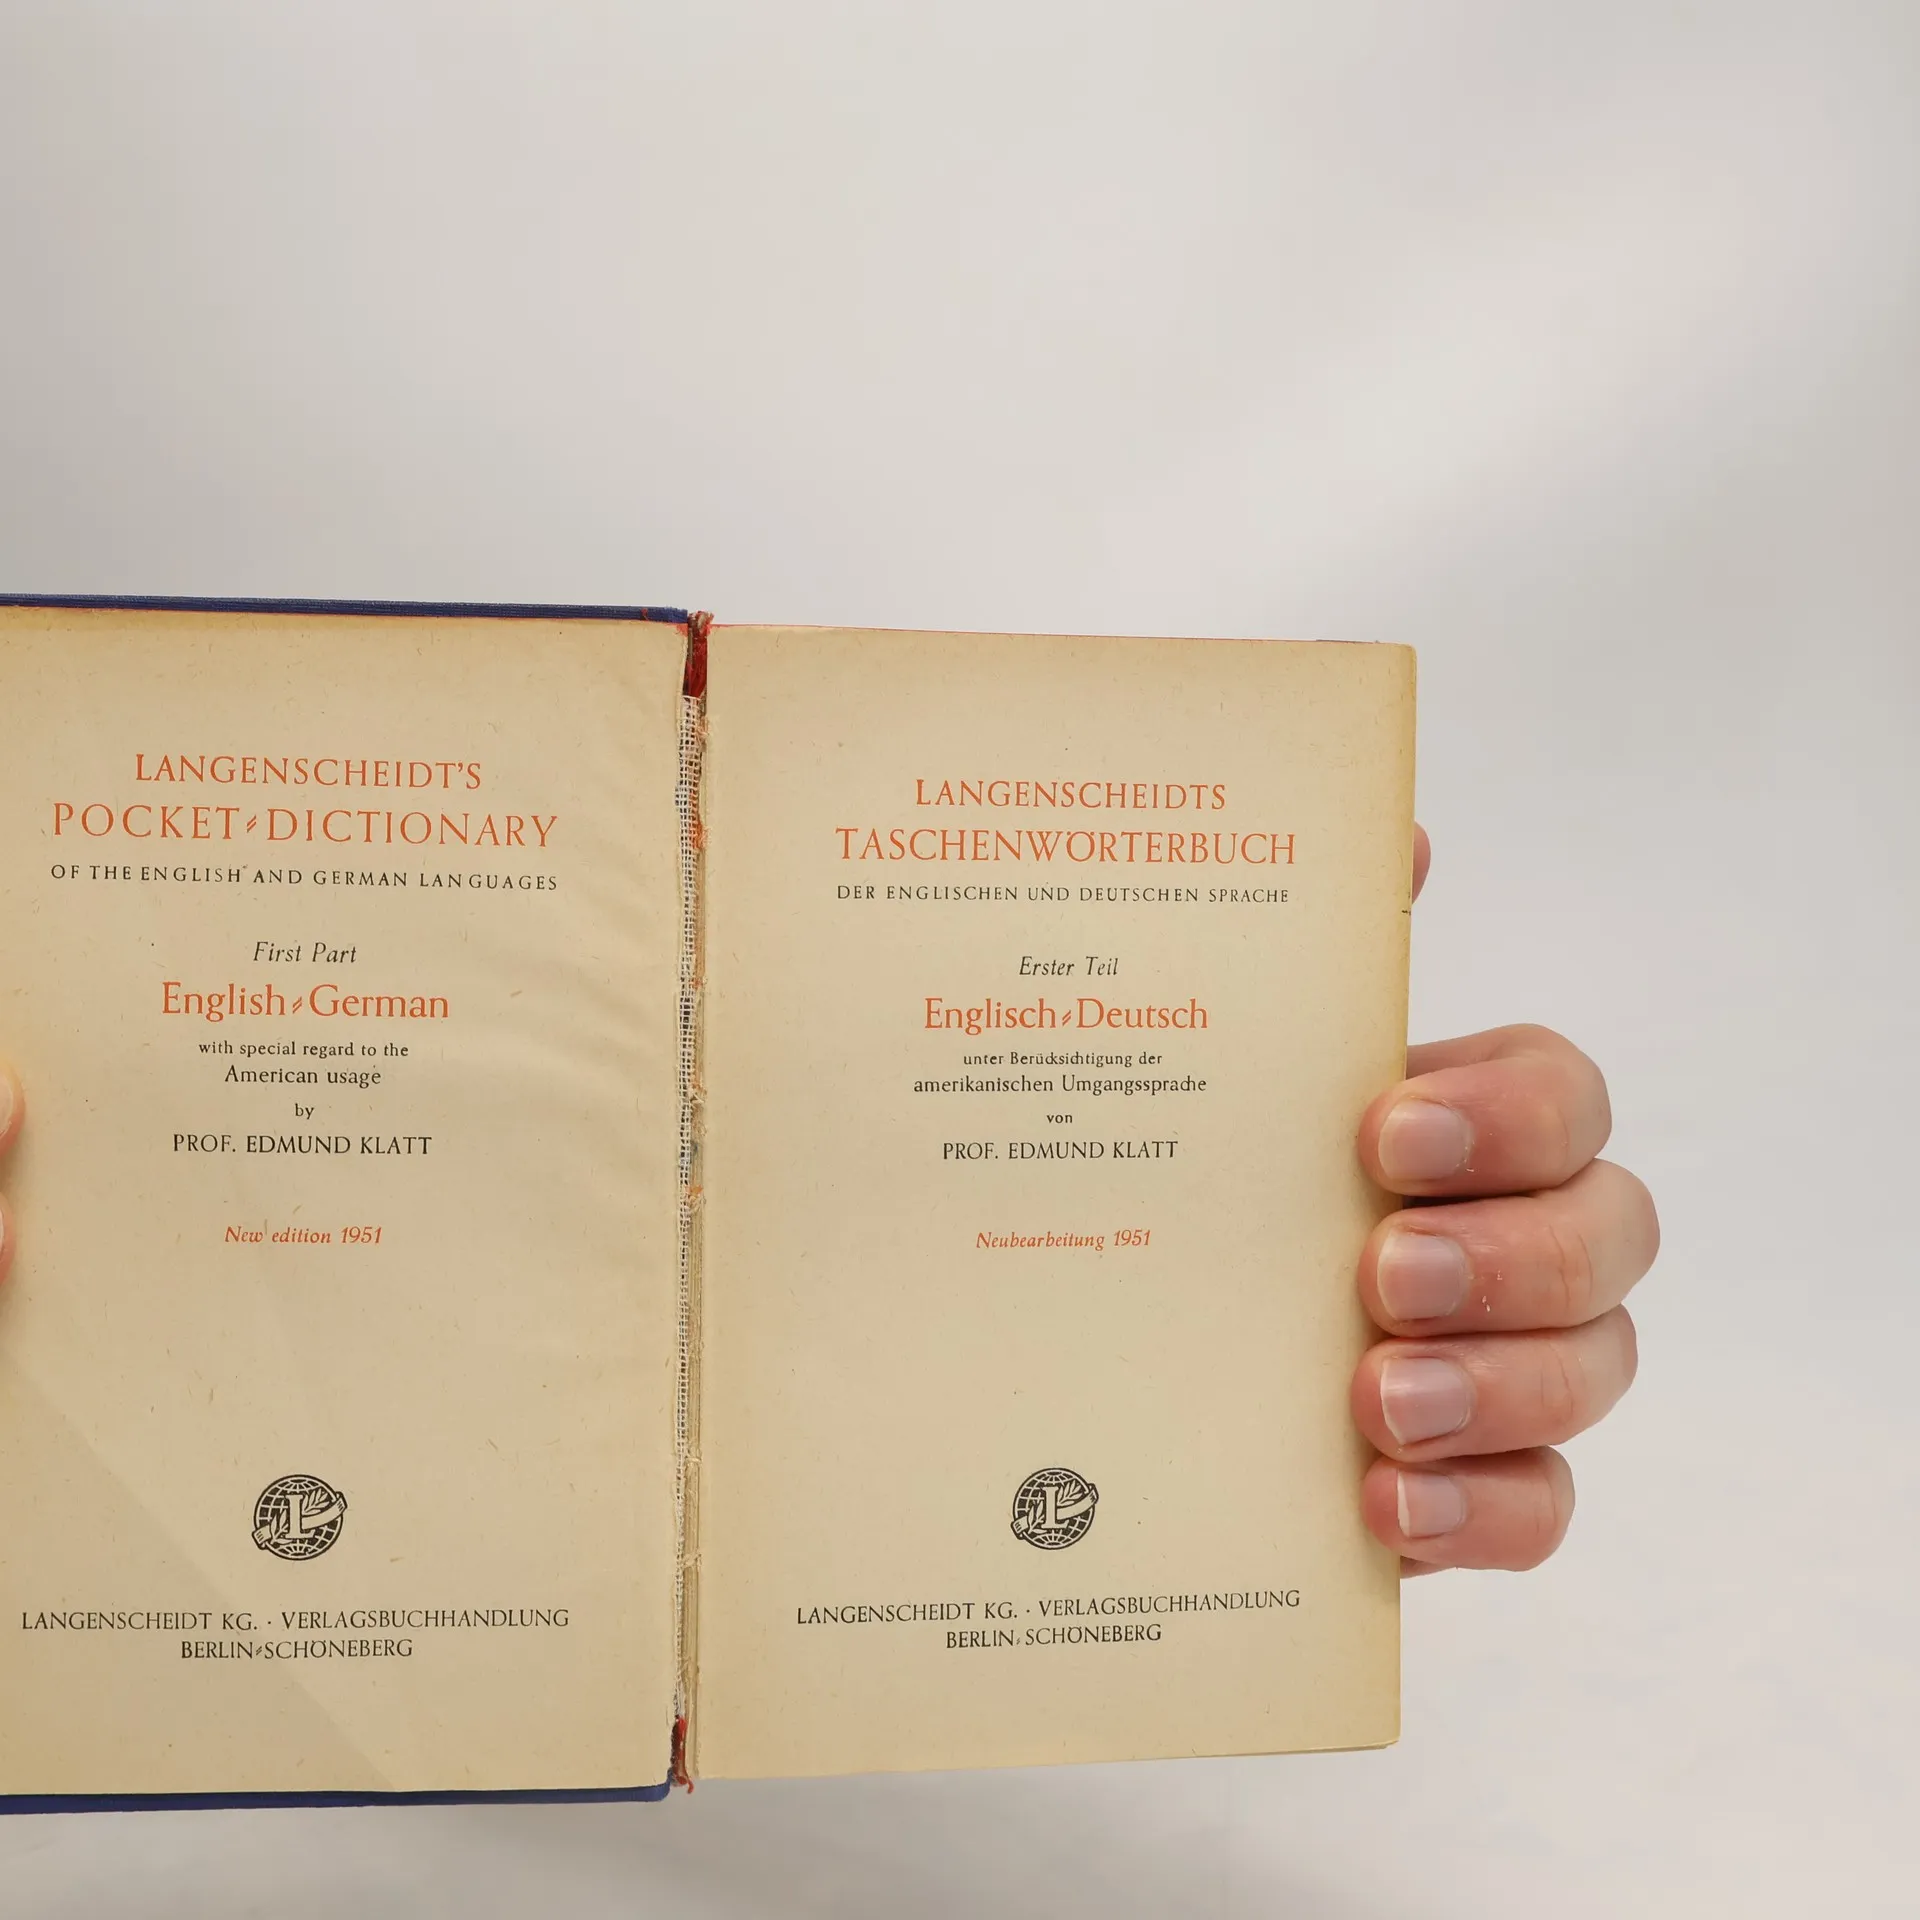 LANGENSCHEIDT'S
POCKET-DICTIONARY
OF THE ENGLISH AND GERMAN LANGUAGES
First Part
English-German
with special regard to the
American usage
by
PROF. EDMUND KLATT
New edition 1951
L
LANGENSCHEIDT KG. · VERLAGSBUCHHANDLUNG
BERLIN-SCHÖNEBERG
LANGENSCHEIDTS
TASCHENWÖRTERBUCH
DER ENGLISCHEN UND DEUTSCHEN SPRACHE
Erster Teil
Englisch-Deutsch
unter Berücksichtigung der
amerikanischen Umgangssprache
von
PROF. EDMUND KLATT
Neubearbeitung 1951
L
LANGENSCHEIDT KG. · VERLAGSBUCHHANDLUNG
BERLIN-SCHÖNEBERG